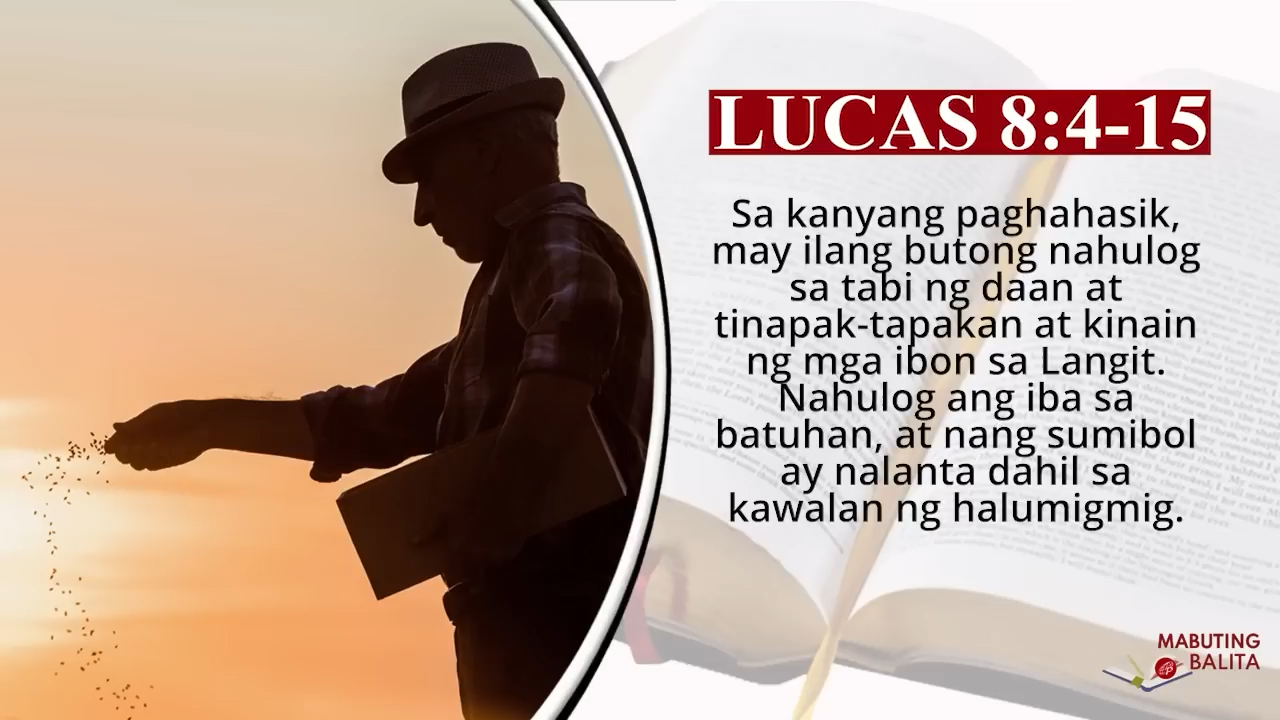 LUCAS 8:4-15
Sa kanyang paghahasik,
may ilang butong nahulog
sa tabi ng daan at
tinapak-tapakan at kinain
ng mga ibon sa Langit.
Nahulog ang iba sa
batuhan, at nang sumibol
ay nalanta dahil sa
kawalan ng halumigmig.
MABUTING
BALITA